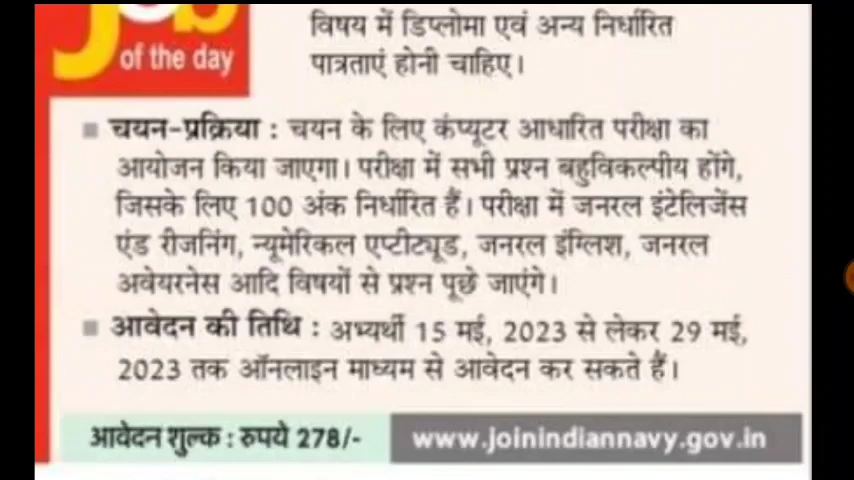 Job
of the day
विषय में डिप्लोमा एवं अन्य निर्धारित
पात्रताएं होनी चाहिए।
चयन-प्रक्रिया : चयन के लिए कंप्यूटर आधारित परीक्षा का
आयोजन किया जाएगा। परीक्षा में सभी प्रश्न बहुविकल्पीय होंगे,
जिसके लिए 100 अंक निर्धारित हैं। परीक्षा में जनरल इंटेलिजेंस
एंड रीजनिंग, न्यूमेरिकल एप्टीट्यूड, जनरल इंग्लिश, जनरल
अवेयरनेस आदि विषयों से प्रश्न पूछे जाएंगे।
आवेदन की तिथि : अभ्यर्थी 15 मई, 2023 से लेकर 29 मई,
2023 तक ऑनलाइन माध्यम से आवेदन कर सकते हैं।
आवेदन शुल्क : रुपये 278/-
www.joinindiannavy.gov.in